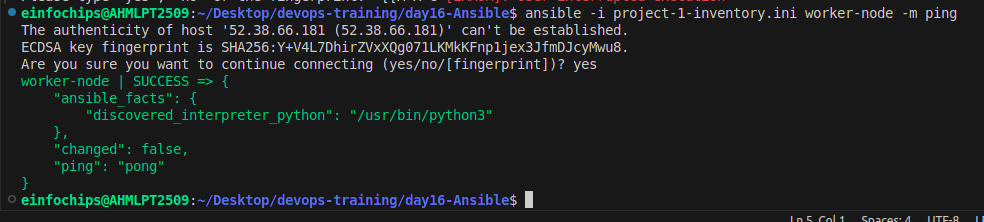 einfochips@AHMLPT2509:~/Desktop/devops-training/day16-Ansible$ ansible -i project-1-inventory.ini worker-node -m ping
The authenticity of host '52.38.66.181 (52.38.66.181)' can't be established.
ECDSA key fingerprint is SHA256:Y+V4L7DhirZVxXQg071LKMkKFnp1jex3JfmDJcyMwu8.
Are you sure you want to continue connecting (yes/no/[fingerprint])? yes
worker-node | SUCCESS => {
    "ansible_facts": {
        "discovered_interpreter_python": "/usr/bin/python3"
    },
    "changed": false,
    "ping": "pong"
}
einfochips@AHMLPT2509:~/Desktop/devops-training/day16-Ansible$
Ln 5, Col 1 Spaces: 4 UTF-8